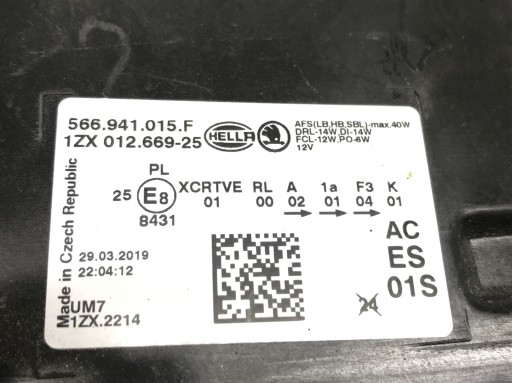 566.941.015.F
1ZX 012.669-25
HELLA
AFS(LB,HB,SBL)-max.40W
DRL-14W,DI-14W
FCL-12W,PO-6W
12V
PL
25 E8 XCRTVE RL A 1a F3 K
8431 01 00 02 01 04 01
Made in Czech Republic
29.03.2019
22:04:12
UM7
1ZX.2214
AC
ES
01S
24